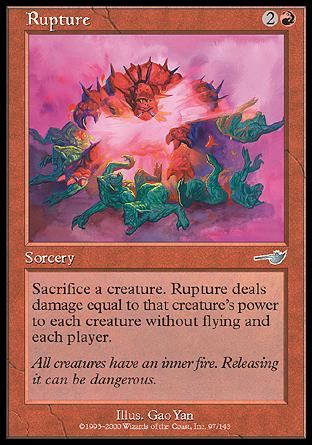 Rupture 2
Sorcery
Sacrifice a creature. Rupture deals
damage equal to that creature's power
to each creature without flying and
each player.
All creatures have an inner fire. Releasing
it can be dangerous.
Illus. Gao Yan
©1993-2000 Wizards of the Coast, Inc. 97/143